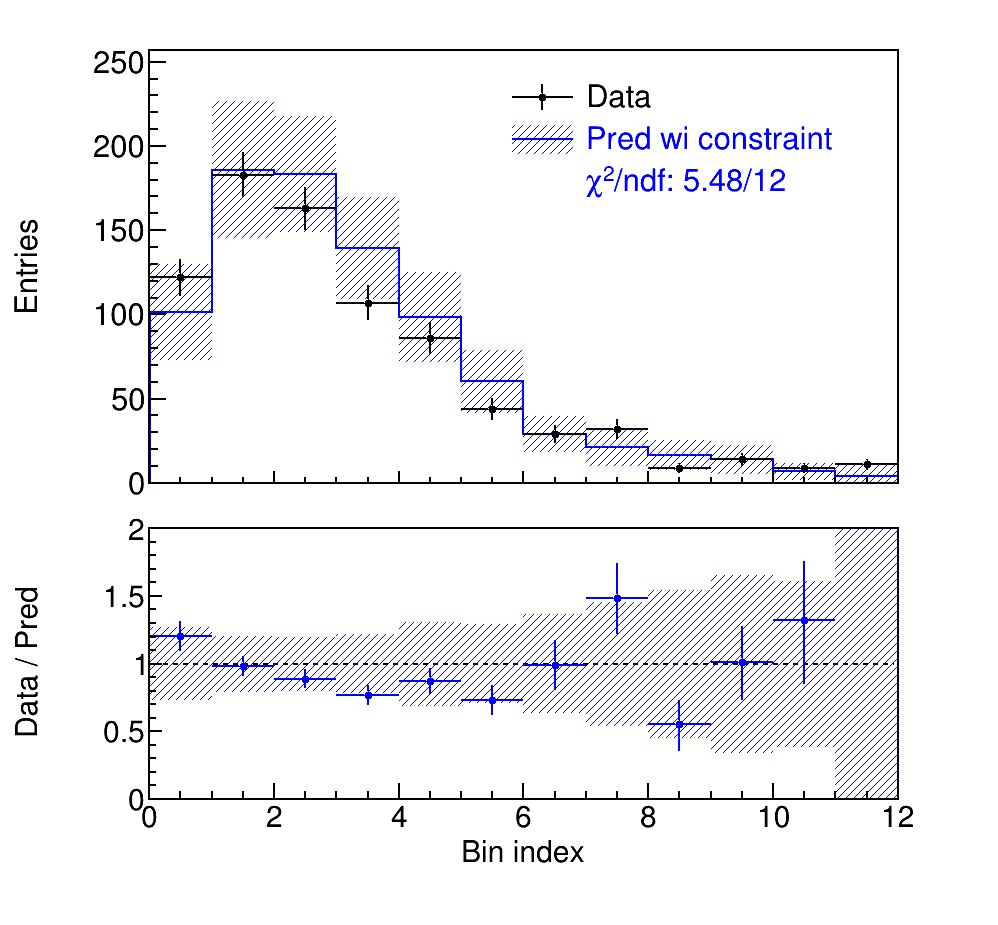 250
200
150
100
50
0
Entries
Data
Pred wi constraint
χ²/ndf: 5.48/12
2
1.5
1
0.5
0
Data / Pred
0 2 4 6 8 10 12
Bin index